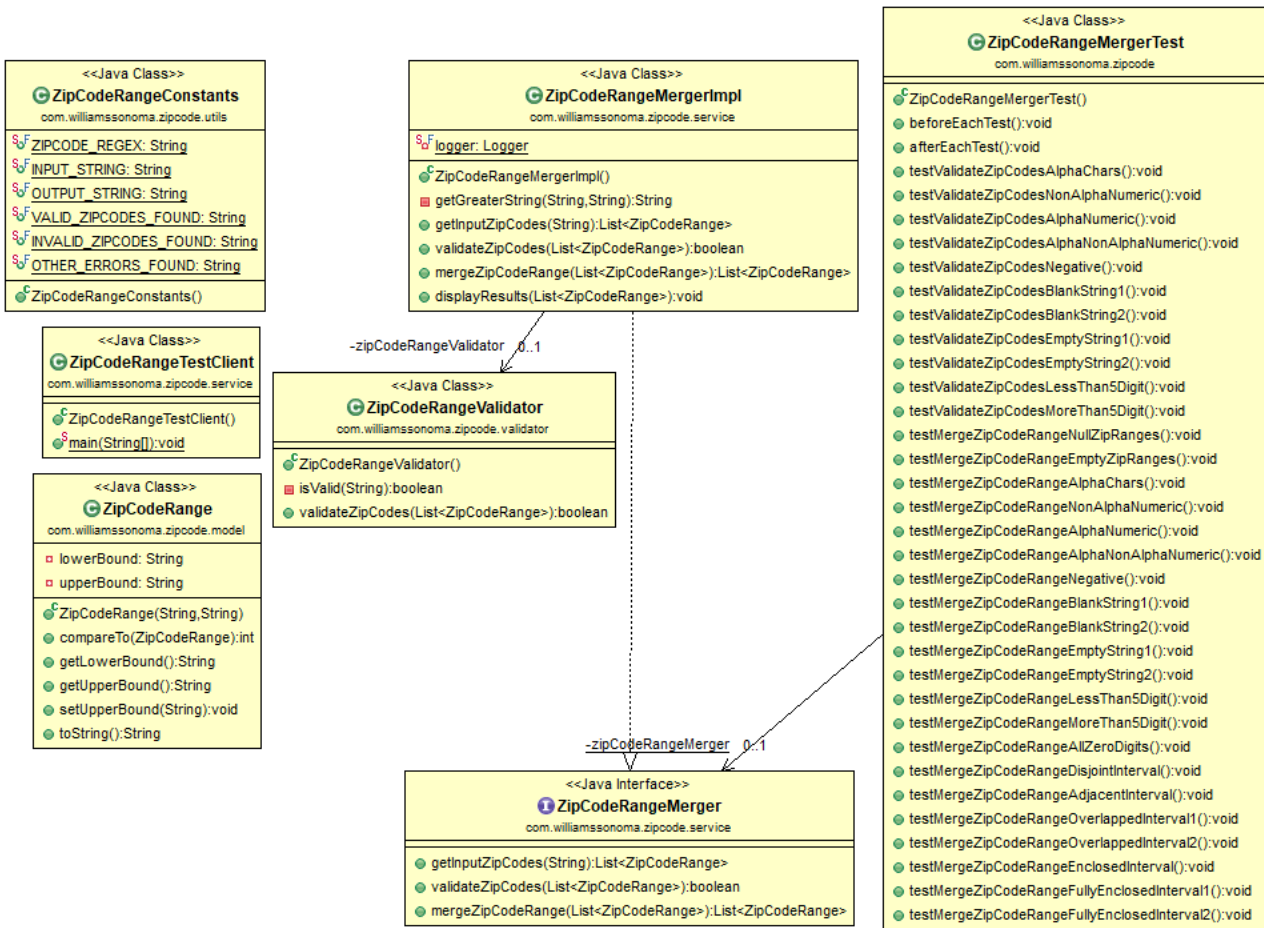 <<Java Class>>
ZipCodeRangeConstants
com.williamssonoma.zipcode.utils
ZIPCODE_REGEX: String
INPUT_STRING: String
OUTPUT_STRING: String
VALID_ZIPCODES_FOUND: String
INVALID_ZIPCODES_FOUND: String
OTHER_ERRORS_FOUND: String
ZipCodeRangeConstants()
<<Java Class>>
ZipCodeRangeTestClient
com.williamssonoma.zipcode.service
ZipCodeRangeTestClient()
main(String[]):void
<<Java Class>>
ZipCodeRange
com.williamssonoma.zipcode.model
lowerBound: String
upperBound: String
ZipCodeRange(String,String)
compareTo(ZipCodeRange):int
getLowerBound():String
getUpperBound():String
setUpperBound(String):void
toString():String
<<Java Class>>
ZipCodeRangeMergerImpl
com.williamssonoma.zipcode.service
logger: Logger
ZipCodeRangeMergerImpl()
getGreaterString(String,String):String
getInputZipCodes(String):List<ZipCodeRange>
validateZipCodes(List<ZipCodeRange>):boolean
mergeZipCodeRange(List<ZipCodeRange>):List<ZipCodeRange>
displayResults(List<ZipCodeRange>):void
-zipCodeRangeValidator 0..1
<<Java Class>>
ZipCodeRangeValidator
com.williamssonoma.zipcode.validator
ZipCodeRangeValidator()
isValid(String):boolean
validateZipCodes(List<ZipCodeRange>):boolean
-zipCodeRangeMerger 0..1
<<Java Interface>>
ZipCodeRangeMerger
com.williamssonoma.zipcode.service
getInputZipCodes(String):List<ZipCodeRange>
validateZipCodes(List<ZipCodeRange>):boolean
mergeZipCodeRange(List<ZipCodeRange>):List<ZipCodeRange>
<<Java Class>>
ZipCodeRangeMergerTest
com.williamssonoma.zipcode
ZipCodeRangeMergerTest()
beforeEachTest():void
afterEachTest():void
testValidateZipCodesAlphaChars():void
testValidateZipCodesNonAlphaNumeric():void
testValidateZipCodesAlphaNumeric():void
testValidateZipCodesAlphaNonAlphaNumeric():void
testValidateZipCodesNegative():void
testValidateZipCodesBlankString1():void
testValidateZipCodesBlankString2():void
testValidateZipCodesEmptyString1():void
testValidateZipCodesEmptyString2():void
testValidateZipCodesLessThan5Digit():void
testValidateZipCodesMoreThan5Digit():void
testMergeZipCodeRangeNullZipRanges():void
testMergeZipCodeRangeEmptyZipRanges():void
testMergeZipCodeRangeAlphaChars():void
testMergeZipCodeRangeNonAlphaNumeric():void
testMergeZipCodeRangeAlphaNumeric():void
testMergeZipCodeRangeAlphaNonAlphaNumeric():void
testMergeZipCodeRangeNegative():void
testMergeZipCodeRangeBlankString1():void
testMergeZipCodeRangeBlankString2():void
testMergeZipCodeRangeEmptyString1():void
testMergeZipCodeRangeEmptyString2():void
testMergeZipCodeRangeLessThan5Digit():void
testMergeZipCodeRangeMoreThan5Digit():void
testMergeZipCodeRangeAllZeroDigits():void
testMergeZipCodeRangeDisjointInterval():void
testMergeZipCodeRangeAdjacentInterval():void
testMergeZipCodeRangeOverlappedInterval1():void
testMergeZipCodeRangeOverlappedInterval2():void
testMergeZipCodeRangeEnclosedInterval():void
testMergeZipCodeRangeFullyEnclosedInterval1():void
testMergeZipCodeRangeFullyEnclosedInterval2():void